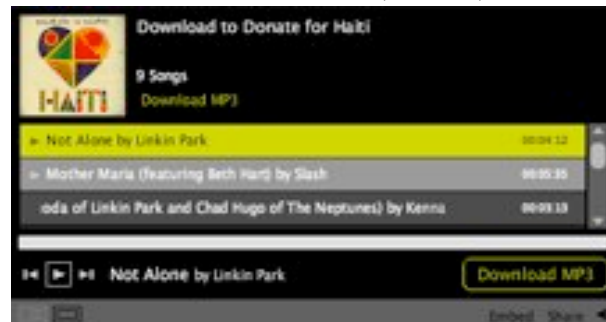 Download to Donate for Haiti
9 Songs
Download MP3
HAITI
Not Alone by Linkin Park 00:04:12
Mother Maria (featuring Beth Hart) by Slash 00:05:35
oda of Linkin Park and Chad Hugo of The Neptunes) by Kenna 00:03:13
Not Alone by Linkin Park
Download MP3
Embed Share